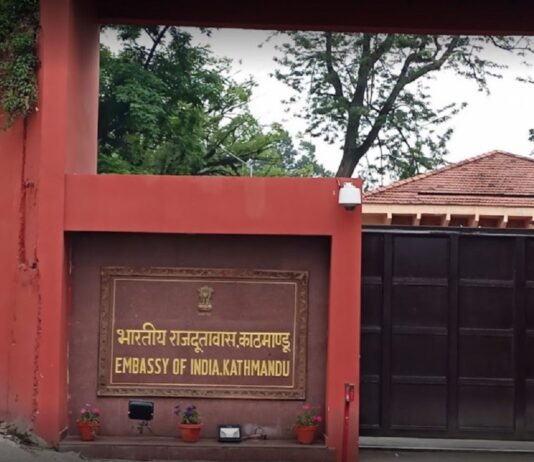 भारतीय राजदूतावास,काठमाण्डू
EMBASSY OF INDIA,KATHMANDU